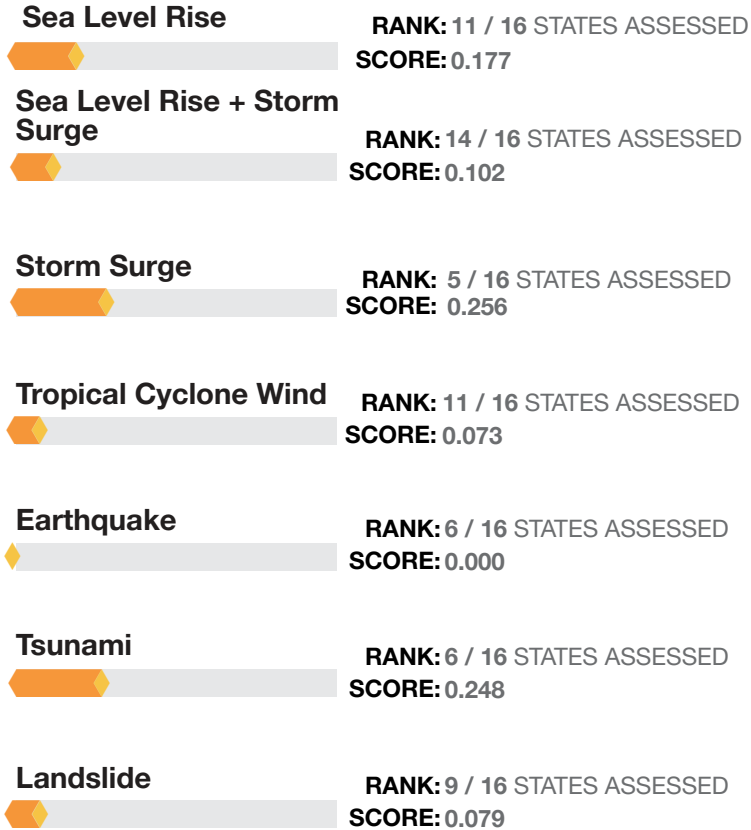 Sea Level Rise
RANK: 11 / 16 STATES ASSESSED
SCORE: 0.177
Sea Level Rise + Storm
Surge
RANK: 14 / 16 STATES ASSESSED
SCORE: 0.102
Storm Surge
RANK: 5 / 16 STATES ASSESSED
SCORE: 0.256
Tropical Cyclone Wind
RANK: 11 / 16 STATES ASSESSED
SCORE: 0.073
Earthquake
RANK: 6 / 16 STATES ASSESSED
SCORE: 0.000
Tsunami
RANK: 6 / 16 STATES ASSESSED
SCORE: 0.248
Landslide
RANK: 9 / 16 STATES ASSESSED
SCORE: 0.079